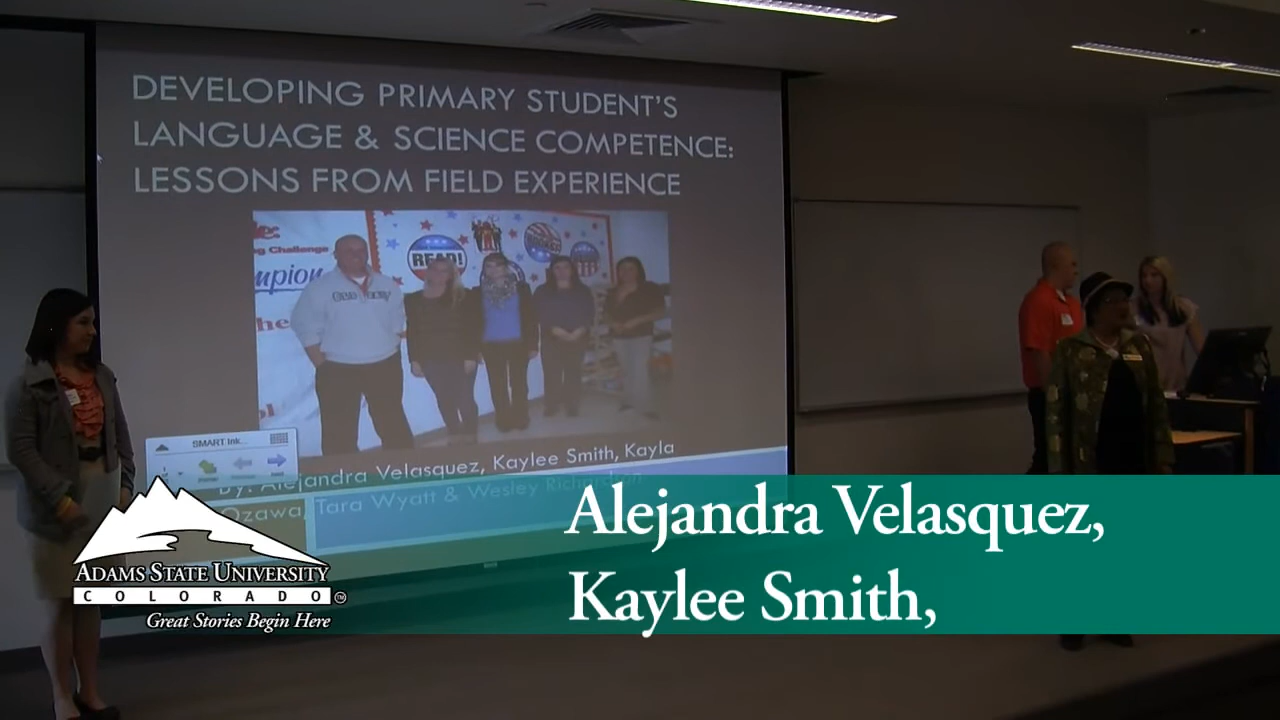 DEVELOPING PRIMARY STUDENT'S
LANGUAGE & SCIENCE COMPETENCE:
LESSONS FROM FIELD EXPERIENCE
READ!
SMART Ink...
By: Alejandra Velasquez, Kaylee Smith, Kayla
Ozawa, Tara Wyatt & Wesley Richardson
Alejandra Velasquez,
Kaylee Smith,
ADAMS STATE UNIVERSITY
COLORADO
Great Stories Begin Here